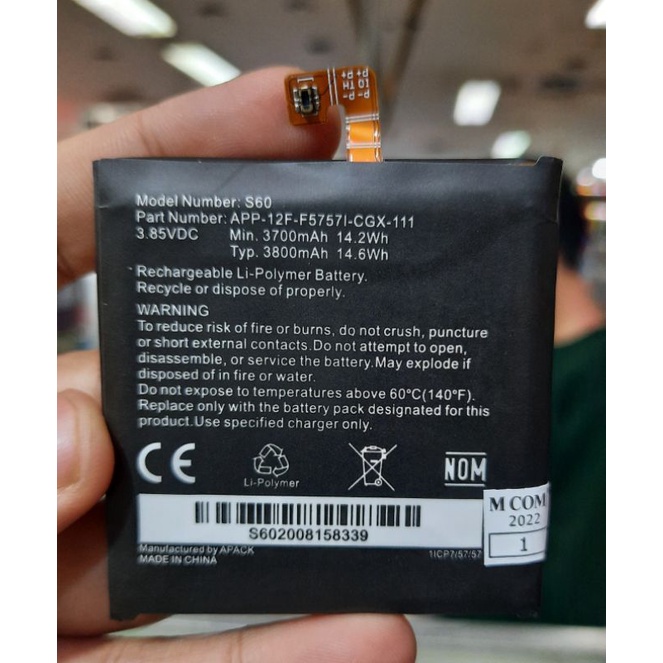 P- P+
IO TH
P- P+
Model Number: S60
Part Number: APP-12F-F5757I-CGX-111
3.85VDC Min. 3700mAh 14.2Wh
Typ. 3800mAh 14.6Wh
Rechargeable Li-Polymer Battery.
Recycle or dispose of properly.
WARNING
To reduce risk of fire or burns, do not crush, puncture
or short external contacts.Do not attempt to open,
disassemble, or service the battery.May explode if
disposed of in fire or water.
Do not expose to temperatures above 60°C(140°F).
Replace only with the battery pack designated for this
product.Use specified charger only.
CE
Li-Polymer
NOM
S602008158339
Manufactured by APACK
MADE IN CHINA
1ICP7/57/57
M COM
2022
1